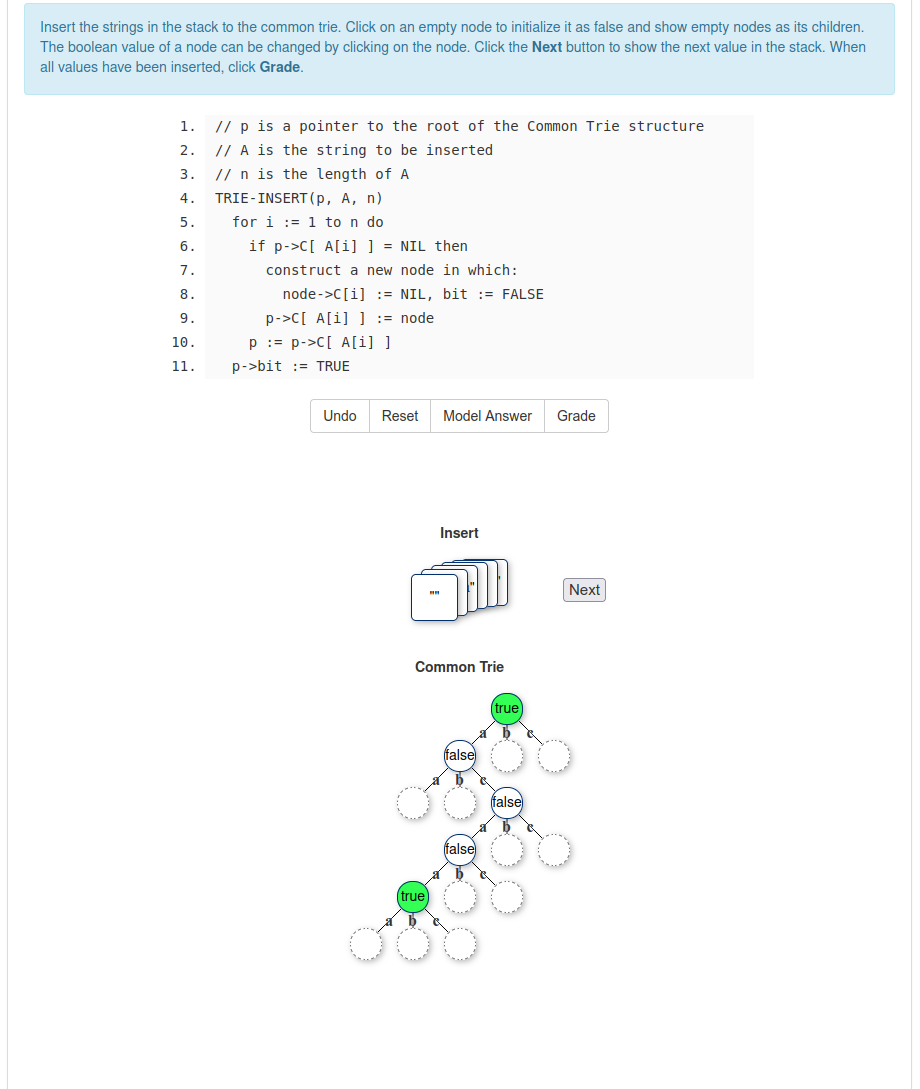 Insert the strings in the stack to the common trie. Click on an empty node to initialize it as false and show empty nodes as its children.
The boolean value of a node can be changed by clicking on the node. Click the Next button to show the next value in the stack. When
all values have been inserted, click Grade.
1. // p is a pointer to the root of the Common Trie structure
2. // A is the string to be inserted
3. // n is the length of A
4. TRIE-INSERT(p, A, n)
5. for i := 1 to n do
6. if p->C[ A[i] ] = NIL then
7. construct a new node in which:
8. node->C[i] := NIL, bit := FALSE
9. p->C[ A[i] ] := node
10. p := p->C[ A[i] ]
11. p->bit := TRUE
Undo Reset Model Answer Grade
Insert
""
Next
Common Trie
true
a b c
false
a b c
false
a b c
false
a b c
true
a b c